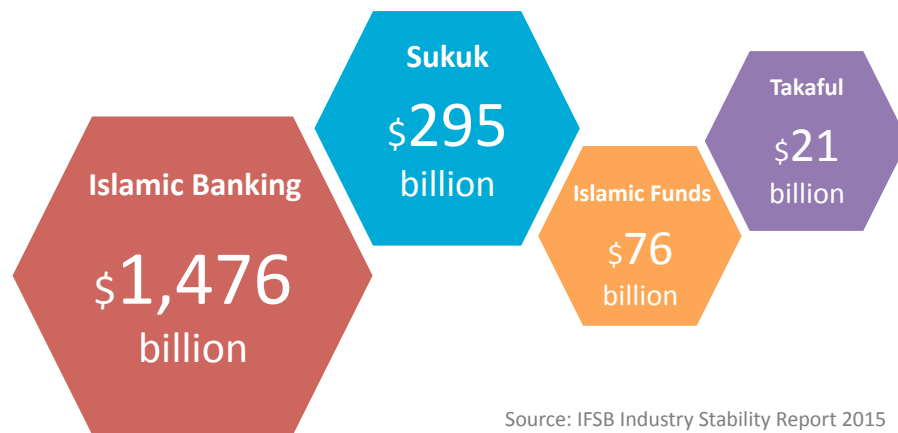 Islamic Banking
$1,476
billion
Sukuk
$295
billion
Islamic Funds
$76
billion
Takaful
$21
billion
Source: IFSB Industry Stability Report 2015